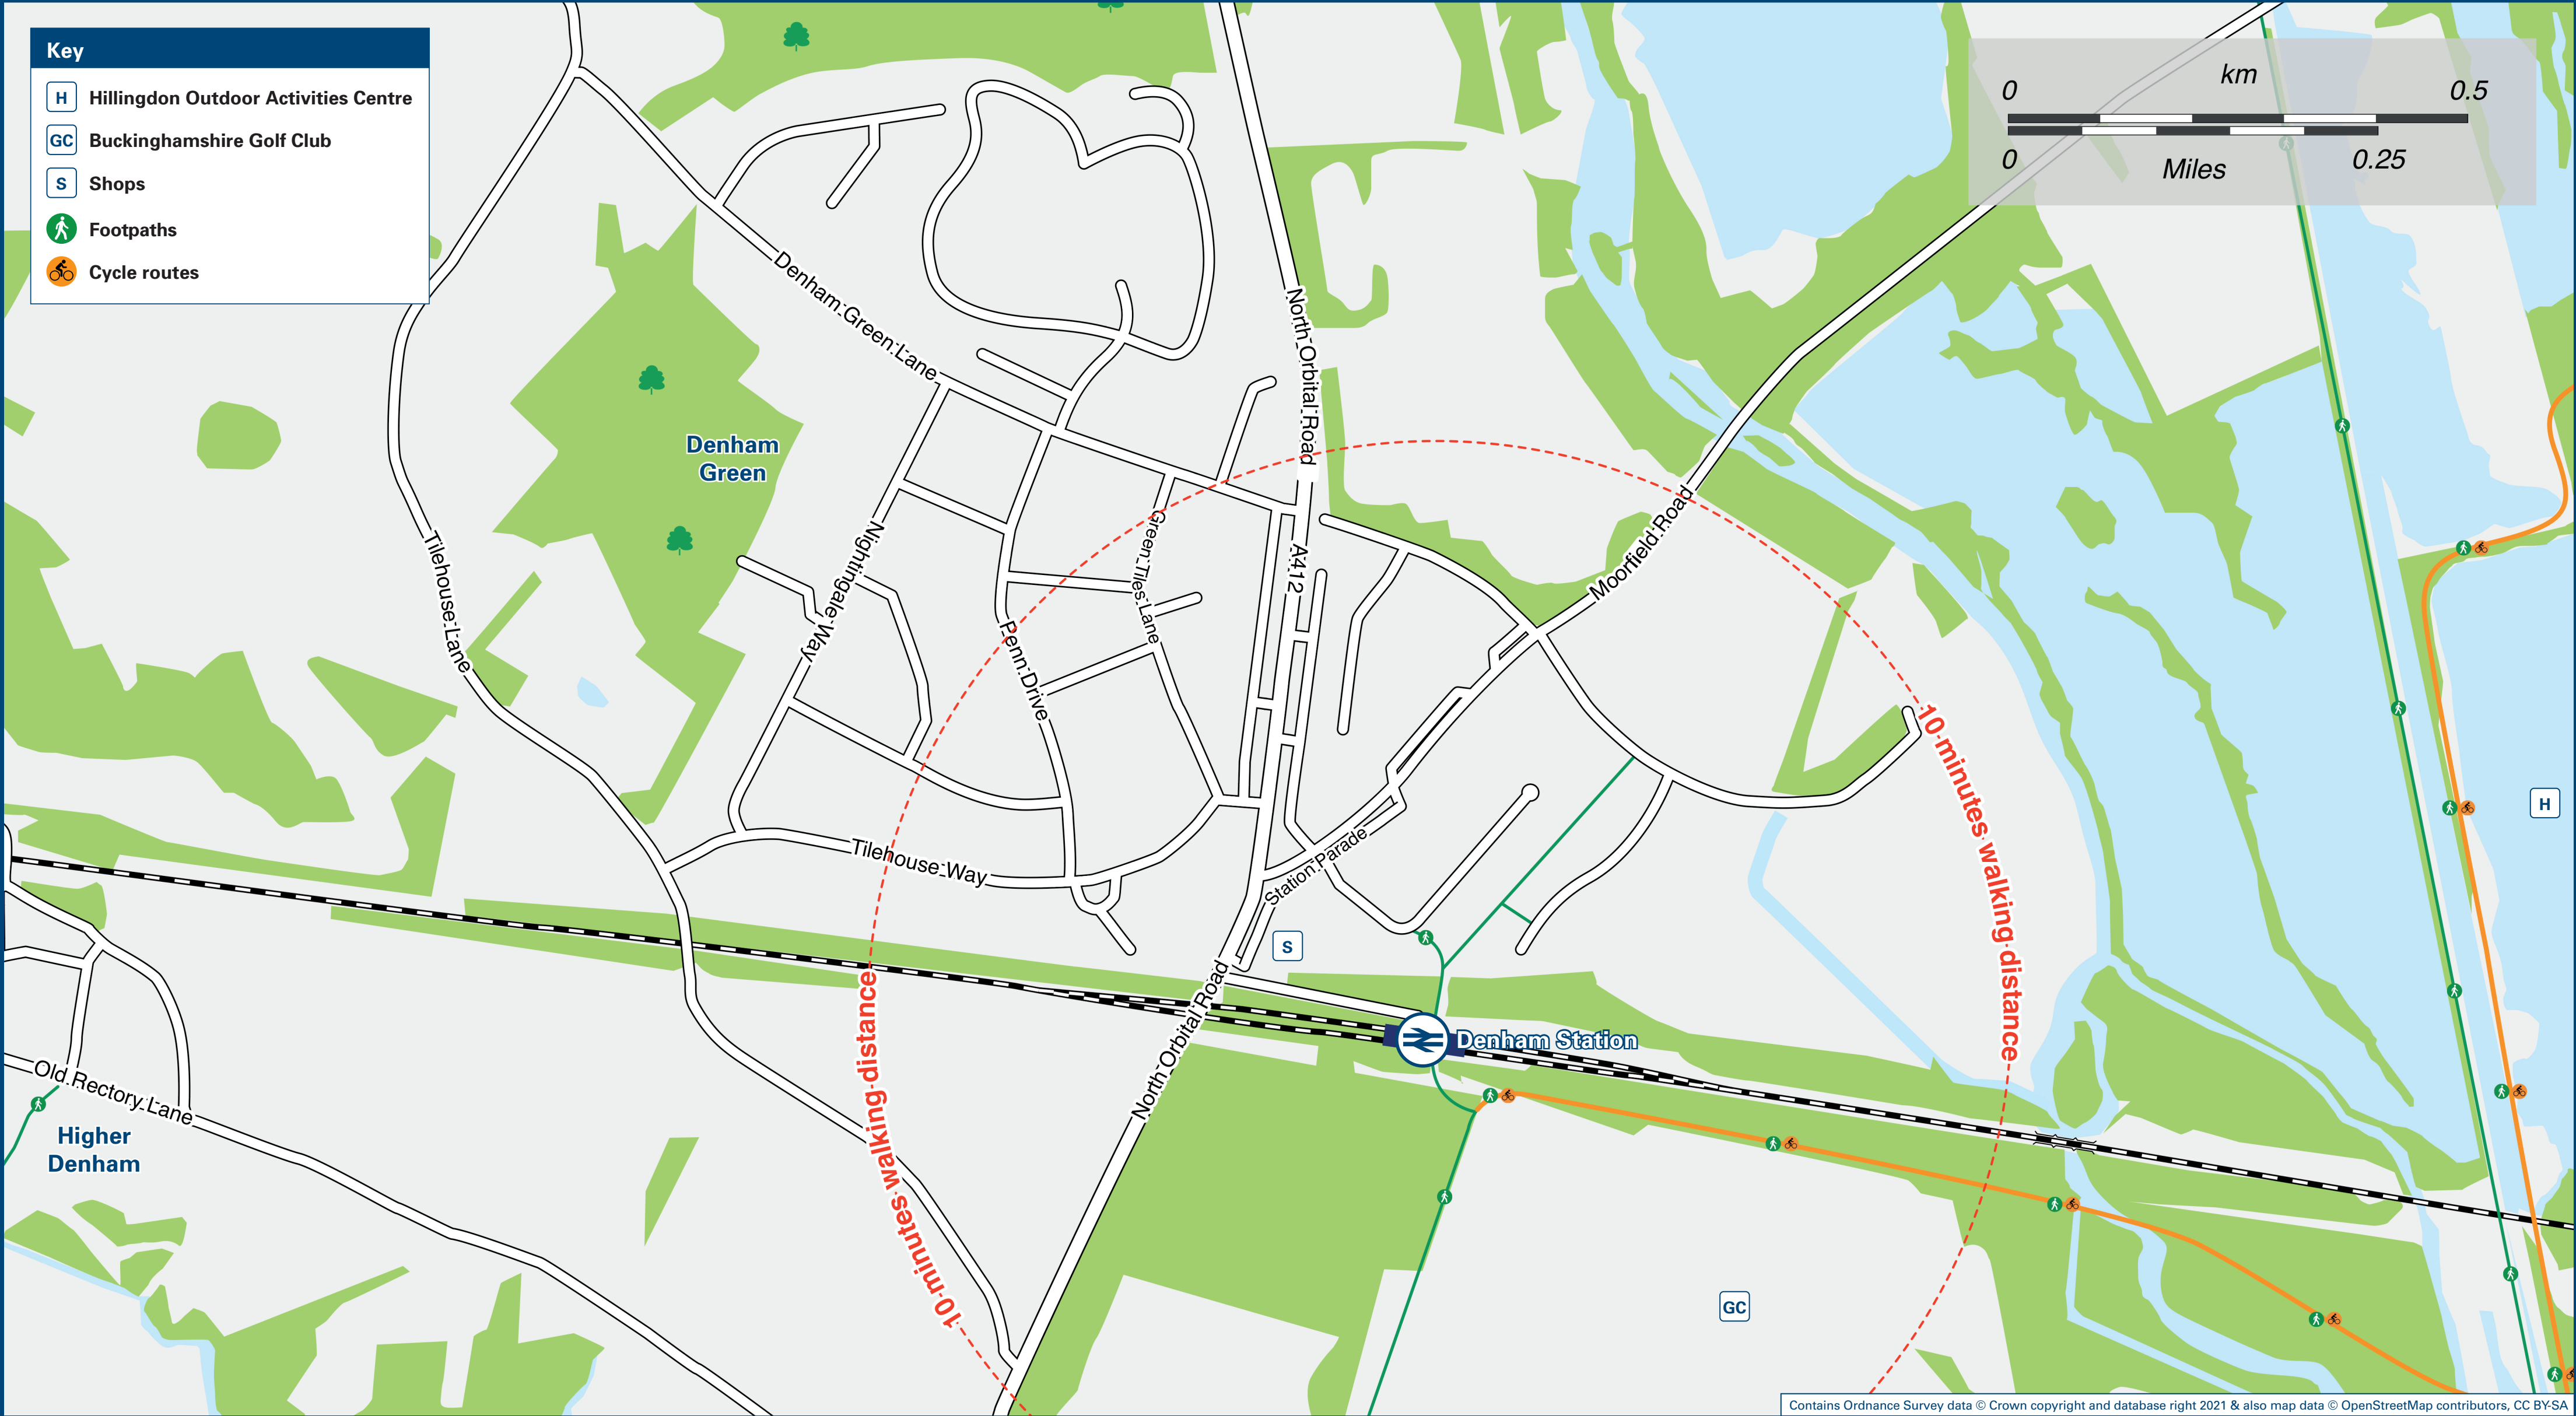 Key
H Hillingdon Outdoor Activities Centre
GC Buckinghamshire Golf Club
S Shops
Footpaths
Cycle routes
km
0 0.5
0 0.25
Miles
Denham Green Lane
North Orbital Road
Denham
Green
Green Tiles Lane
Moorfield Road
Nightingale Way
A412
Tilehouse Lane
Penn Drive
10 minutes walking distance
H
Tilehouse Way
Station Parade
S
10 minutes walking distance
North Orbital Road
Denham Station
Old Rectory Lane
Higher
Denham
GC
Contains Ordnance Survey data © Crown copyright and database right 2021 & also map data © OpenStreetMap contributors, CC BY-SA